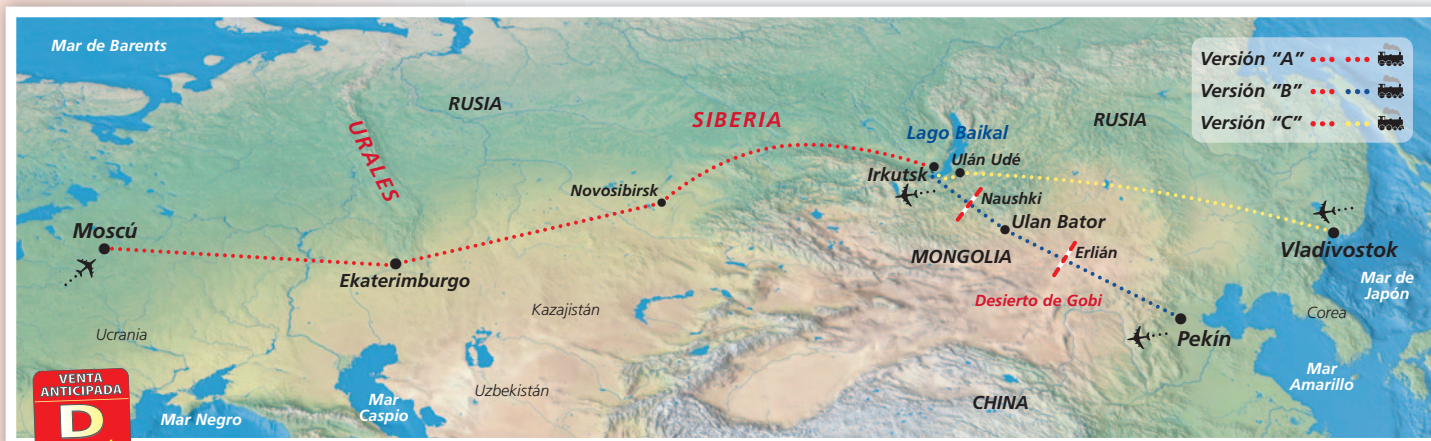 Mar de Barents
Versión "A"
Versión "B"
Versión "C"
RUSIA
URALES
SIBERIA
RUSIA
Lago Baikal
Ulán Udé
Irkutsk
Novosibirsk
Naushki
Moscú
Ulan Bator
Vladivostok
Ekaterimburgo
MONGOLIA
Erlián
Mar de
Japón
Desierto de Gobi
Kazajistán
Corea
Ucrania
Pekín
VENTA
ANTICIPADA
D
Mar
Amarillo
Uzbekistán
Mar
Caspio
CHINA
Mar Negro